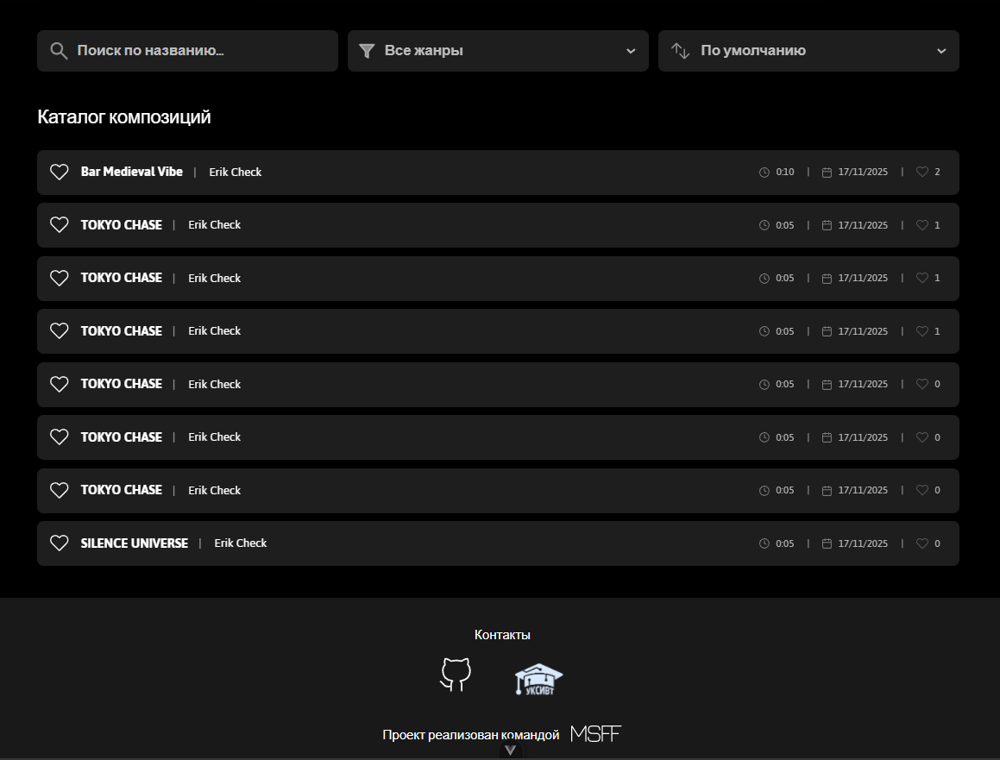 Поиск по названию...
Все жанры
По умолчанию
Каталог композиций
Bar Medieval Vibe | Erik Check 0:10 | 17/11/2025 | 2
TOKYO CHASE | Erik Check 0:05 | 17/11/2025 | 1
TOKYO CHASE | Erik Check 0:05 | 17/11/2025 | 1
TOKYO CHASE | Erik Check 0:05 | 17/11/2025 | 1
TOKYO CHASE | Erik Check 0:05 | 17/11/2025 | 0
TOKYO CHASE | Erik Check 0:05 | 17/11/2025 | 0
TOKYO CHASE | Erik Check 0:05 | 17/11/2025 | 0
SILENCE UNIVERSE | Erik Check 0:05 | 17/11/2025 | 0
Контакты
УКСИВТ
Проект реализован командой MSFF